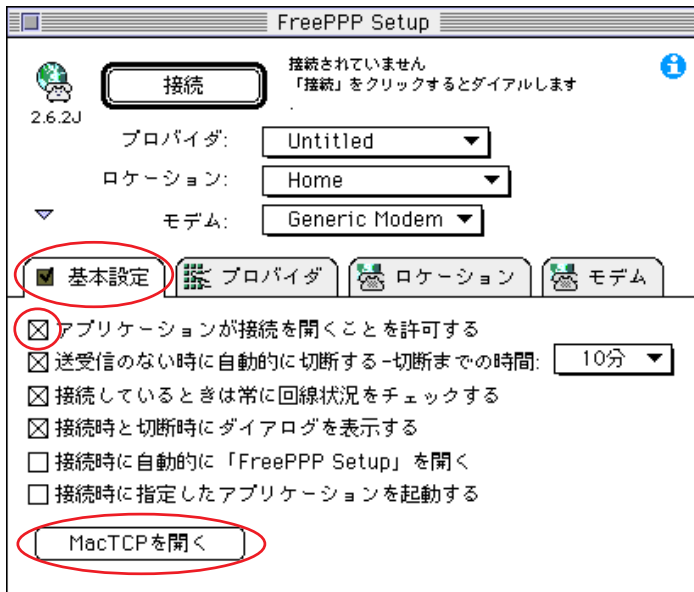 FreePPP Setup
接続
接続されていません
「接続」をクリックするとダイアルします
.
2.6.2J
プロバイダ: Untitled
ロケーション: Home
モデム: Generic Modem
基本設定 プロバイダ ロケーション モデム
アプリケーションが接続を開くことを許可する
送受信のない時に自動的に切断する-切断までの時間: 10分
接続しているときは常に回線状況をチェックする
接続時と切断時にダイアログを表示する
接続時に自動的に「FreePPP Setup」を開く
接続時に指定したアプリケーションを起動する
MacTCPを開く